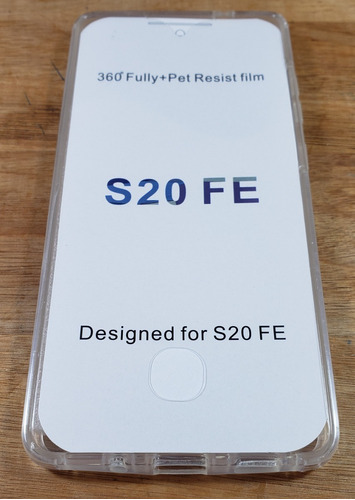 360° Fully+Pet Resist film
S20 FE
Designed for S20 FE